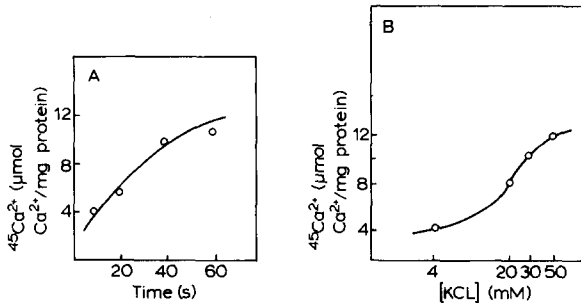 A
⁴⁵Ca²⁺ (μmol
Ca²⁺/mg protein)
12
8
4
20 40 60
Time (s)
B
⁴⁵Ca²⁺ (μmol
Ca²⁺/mg protein)
12
8
4
4 20 30 50
[KCL] (mM)